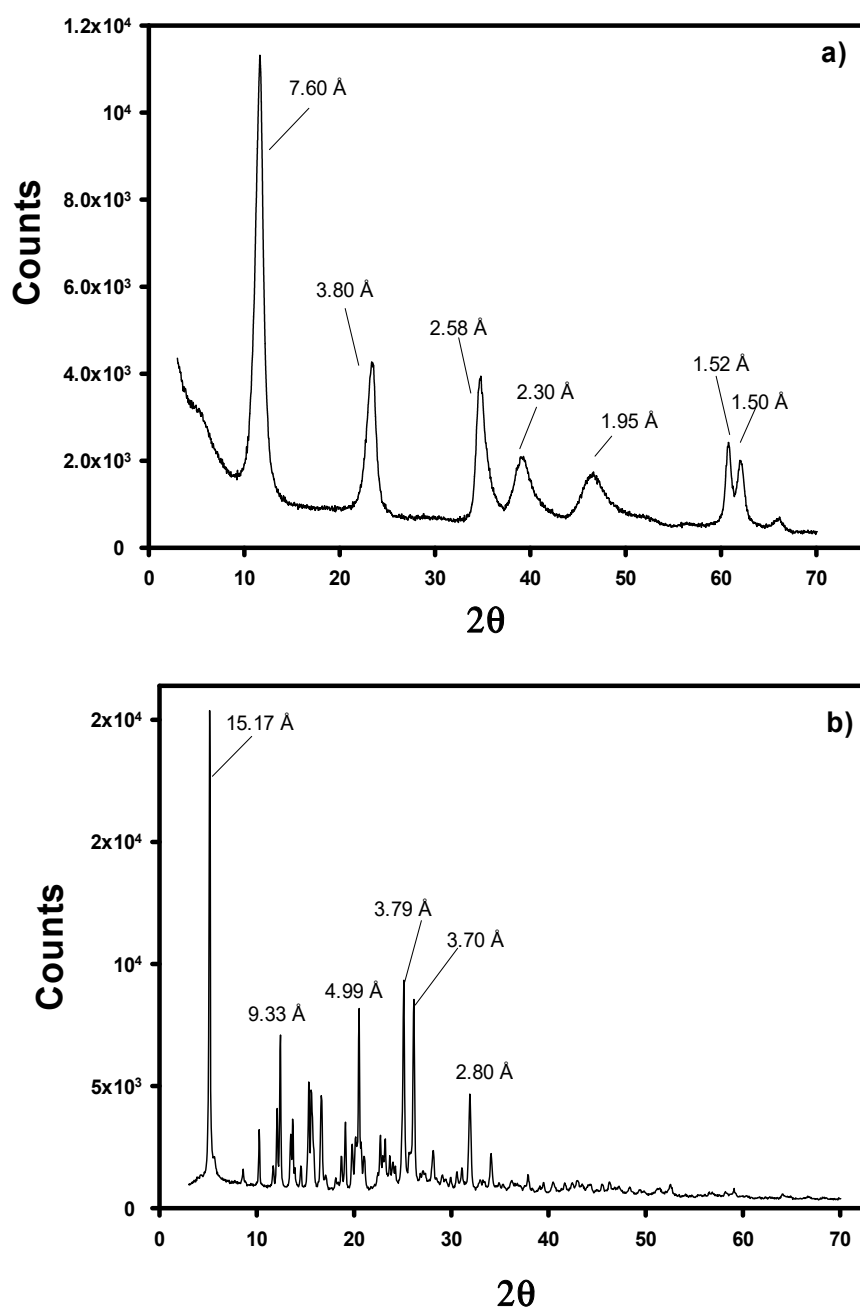 a)
1.2x10⁴
10⁴
8.0x10³
6.0x10³
4.0x10³
2.0x10³
0
Counts
7.60 Å
3.80 Å
2.58 Å
2.30 Å
1.95 Å
1.52 Å
1.50 Å
0 10 20 30 40 50 60 70
2θ
b)
2x10⁴
2x10⁴
10⁴
5x10³
0
Counts
15.17 Å
9.33 Å
4.99 Å
3.79 Å
3.70 Å
2.80 Å
0 10 20 30 40 50 60 70
2θ